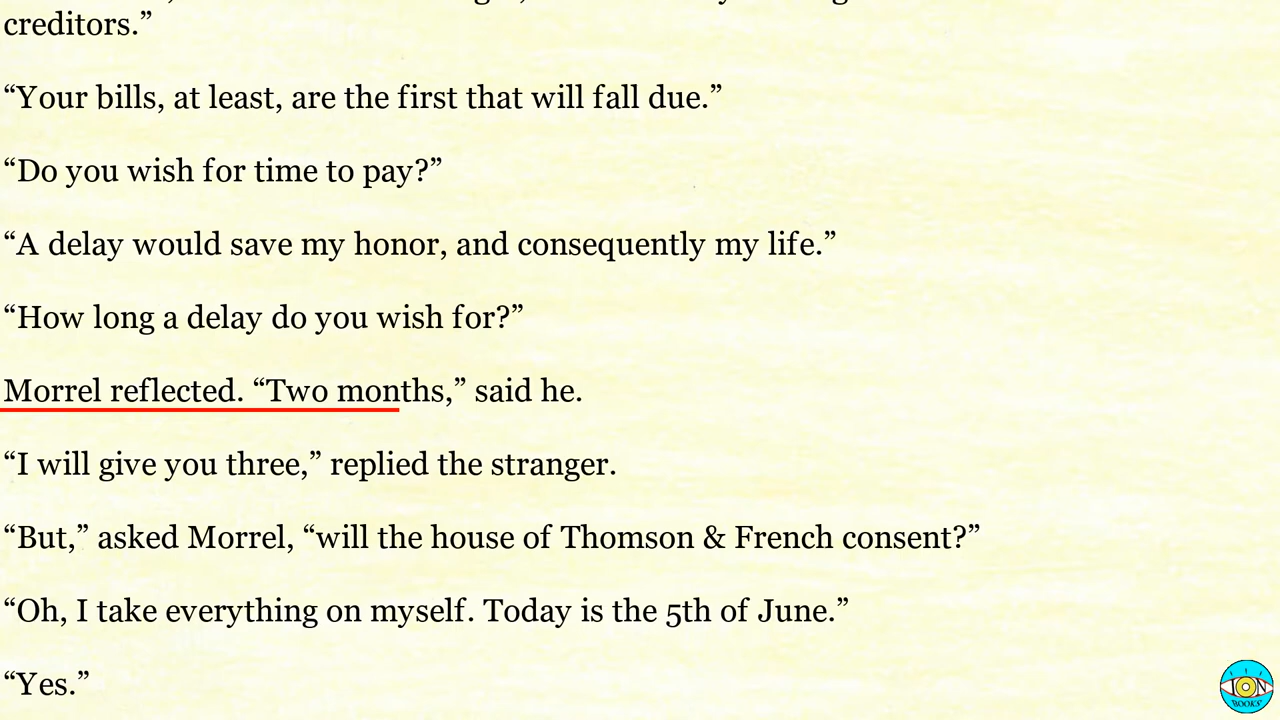 creditors.”
“Your bills, at least, are the first that will fall due.”
“Do you wish for time to pay?”
“A delay would save my honor, and consequently my life.”
“How long a delay do you wish for?”
Morrel reflected. “Two months,” said he.
“I will give you three,” replied the stranger.
“But,” asked Morrel, “will the house of Thomson & French consent?”
“Oh, I take everything on myself. Today is the 5th of June.”
“Yes.”
ION
BOOKS